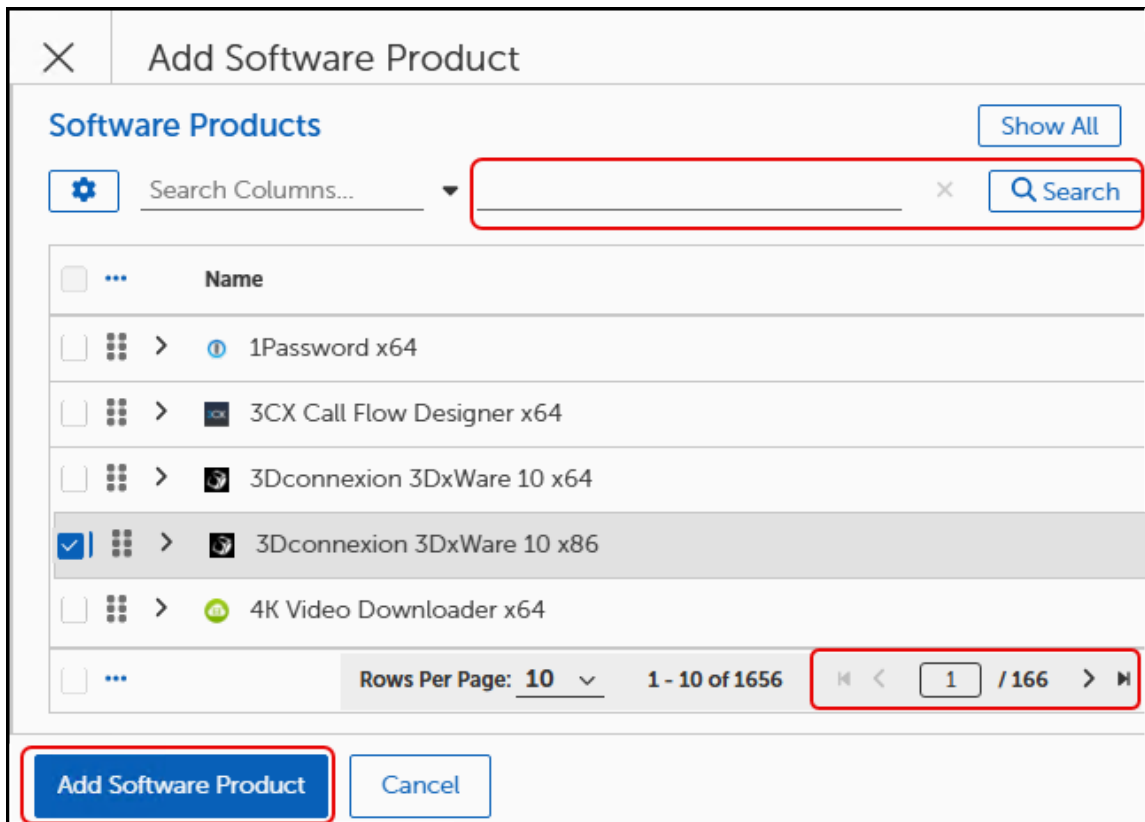 Add Software Product
Software Products
Show All
Search Columns...
Search
Name
1Password x64
3CX Call Flow Designer x64
3Dconnexion 3DxWare 10 x64
3Dconnexion 3DxWare 10 x86
4K Video Downloader x64
Rows Per Page: 10 1 - 10 of 1656 1 / 166
Add Software Product Cancel